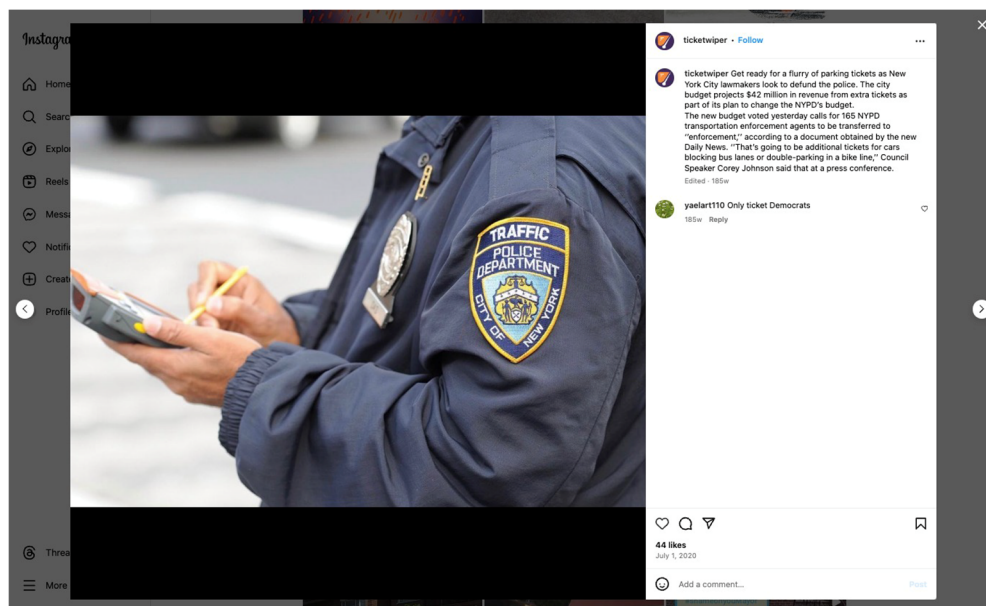 Instagra
Home
Searc
Explor
Reels
Messa
Notific
Create
Profile
Threa
More
TRAFFIC
POLICE
DEPARTMENT
CITY OF
NEW YORK
ticketwiper • Follow
ticketwiper Get ready for a flurry of parking tickets as New
York City lawmakers look to defund the police. The city
budget projects $42 million in revenue from extra tickets as
part of its plan to change the NYPD's budget.
The new budget voted yesterday calls for 165 NYPD
transportation enforcement agents to be transferred to
"enforcement," according to a document obtained by the new
Daily News. "That's going to be additional tickets for cars
blocking bus lanes or double-parking in a bike line," Council
Speaker Corey Johnson said that at a press conference.
Edited · 185w
yaelart110 Only ticket Democrats
185w Reply
44 likes
July 1, 2020
Add a comment...
Post